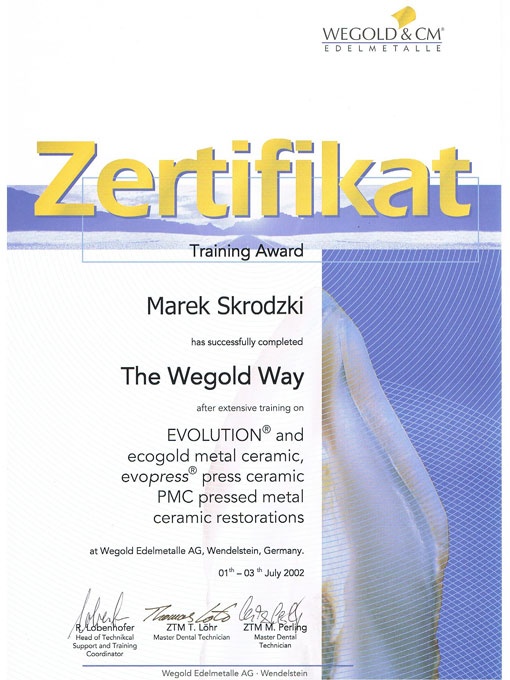 WEGOLD & CM®
EDELMETALLE
Zertifikat
Training Award
Marek Skrodzki
has successfully completed
The Wegold Way
after extensive training on
EVOLUTION® and
ecogold metal ceramic,
evopress® press ceramic
PMC pressed metal
ceramic restorations
at Wegold Edelmetalle AG, Wendelstein, Germany.
01th – 03 th July 2002
R. Lobenhofer ZTM T. Löhr ZTM M. Perling
Head of Technikcal Master Dental Technician Master Dental
Support and Training Technician
Coordinator
Wegold Edelmetalle AG · Wendelstein